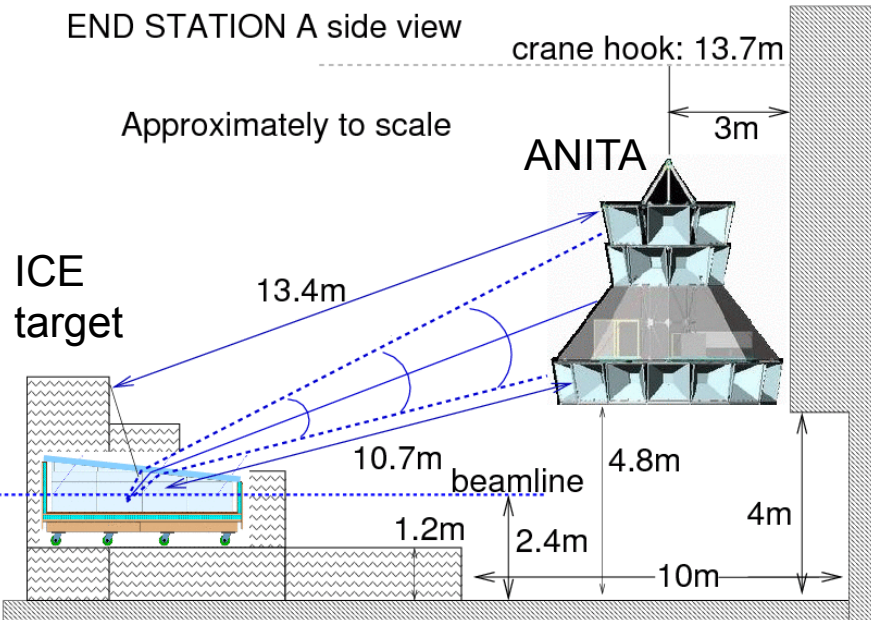 END STATION A side view
crane hook: 13.7m
Approximately to scale
3m
ANITA
ICE
target
13.4m
10.7m
4.8m
beamline
1.2m
2.4m
4m
10m